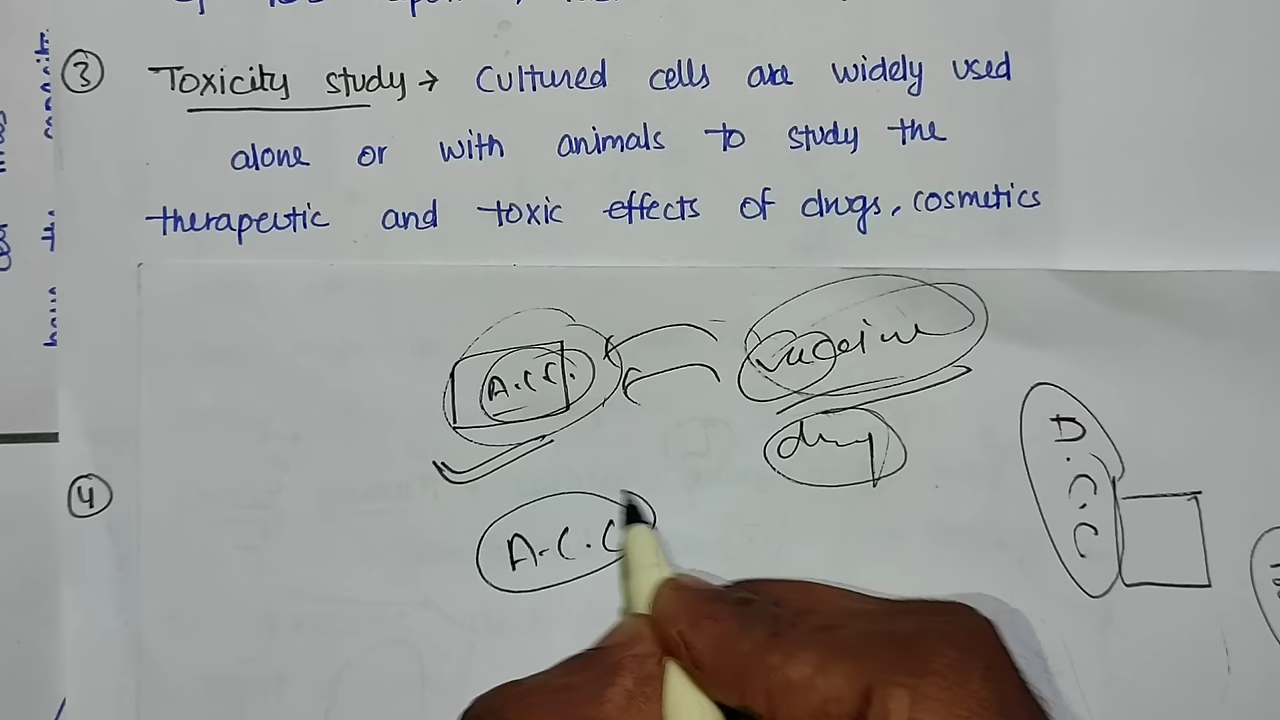 ③ Toxicity study → Cultured cells are widely used
alone or with animals to study the
therapeutic and toxic effects of drugs, cosmetics
A.C.C. vaccine
drug
A.C.C
④
A.C.C